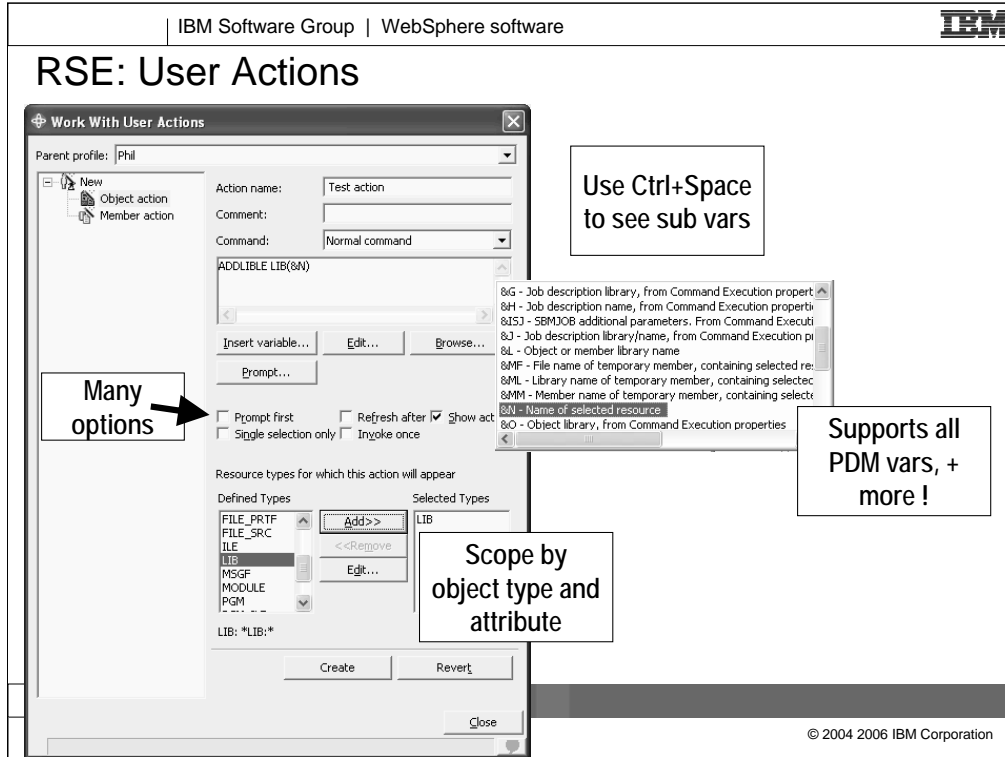 IBM Software Group | WebSphere software
IBM
RSE: User Actions
Work With User Actions
Parent profile: Phil
New
Object action
Member action
Action name: Test action
Comment:
Command: Normal command
ADDLIBLE LIB(&N)
Insert variable... Edit... Browse...
Prompt...
Prompt first Refresh after Show act
Single selection only Invoke once
Resource types for which this action will appear
Defined Types Selected Types
FILE_PRTF
FILE_SRC
ILE
LIB
MSGF
MODULE
PGM
Add>>
<<Remove
Edit...
LIB
LIB: *LIB:*
Create Revert
Close
Use Ctrl+Space
to see sub vars
&G - Job description library, from Command Execution propert
&H - Job description name, from Command Execution properti
&ISJ - SBMJOB additional parameters. From Command Executi
&J - Job description library/name, from Command Execution pr
&L - Object or member library name
&MF - File name of temporary member, containing selected re
&ML - Library name of temporary member, containing selected
&MM - Member name of temporary member, containing selecte
&N - Name of selected resource
&O - Object library, from Command Execution properties
Many
options
Supports all
PDM vars, +
more !
Scope by
object type and
attribute
© 2004 2006 IBM Corporation